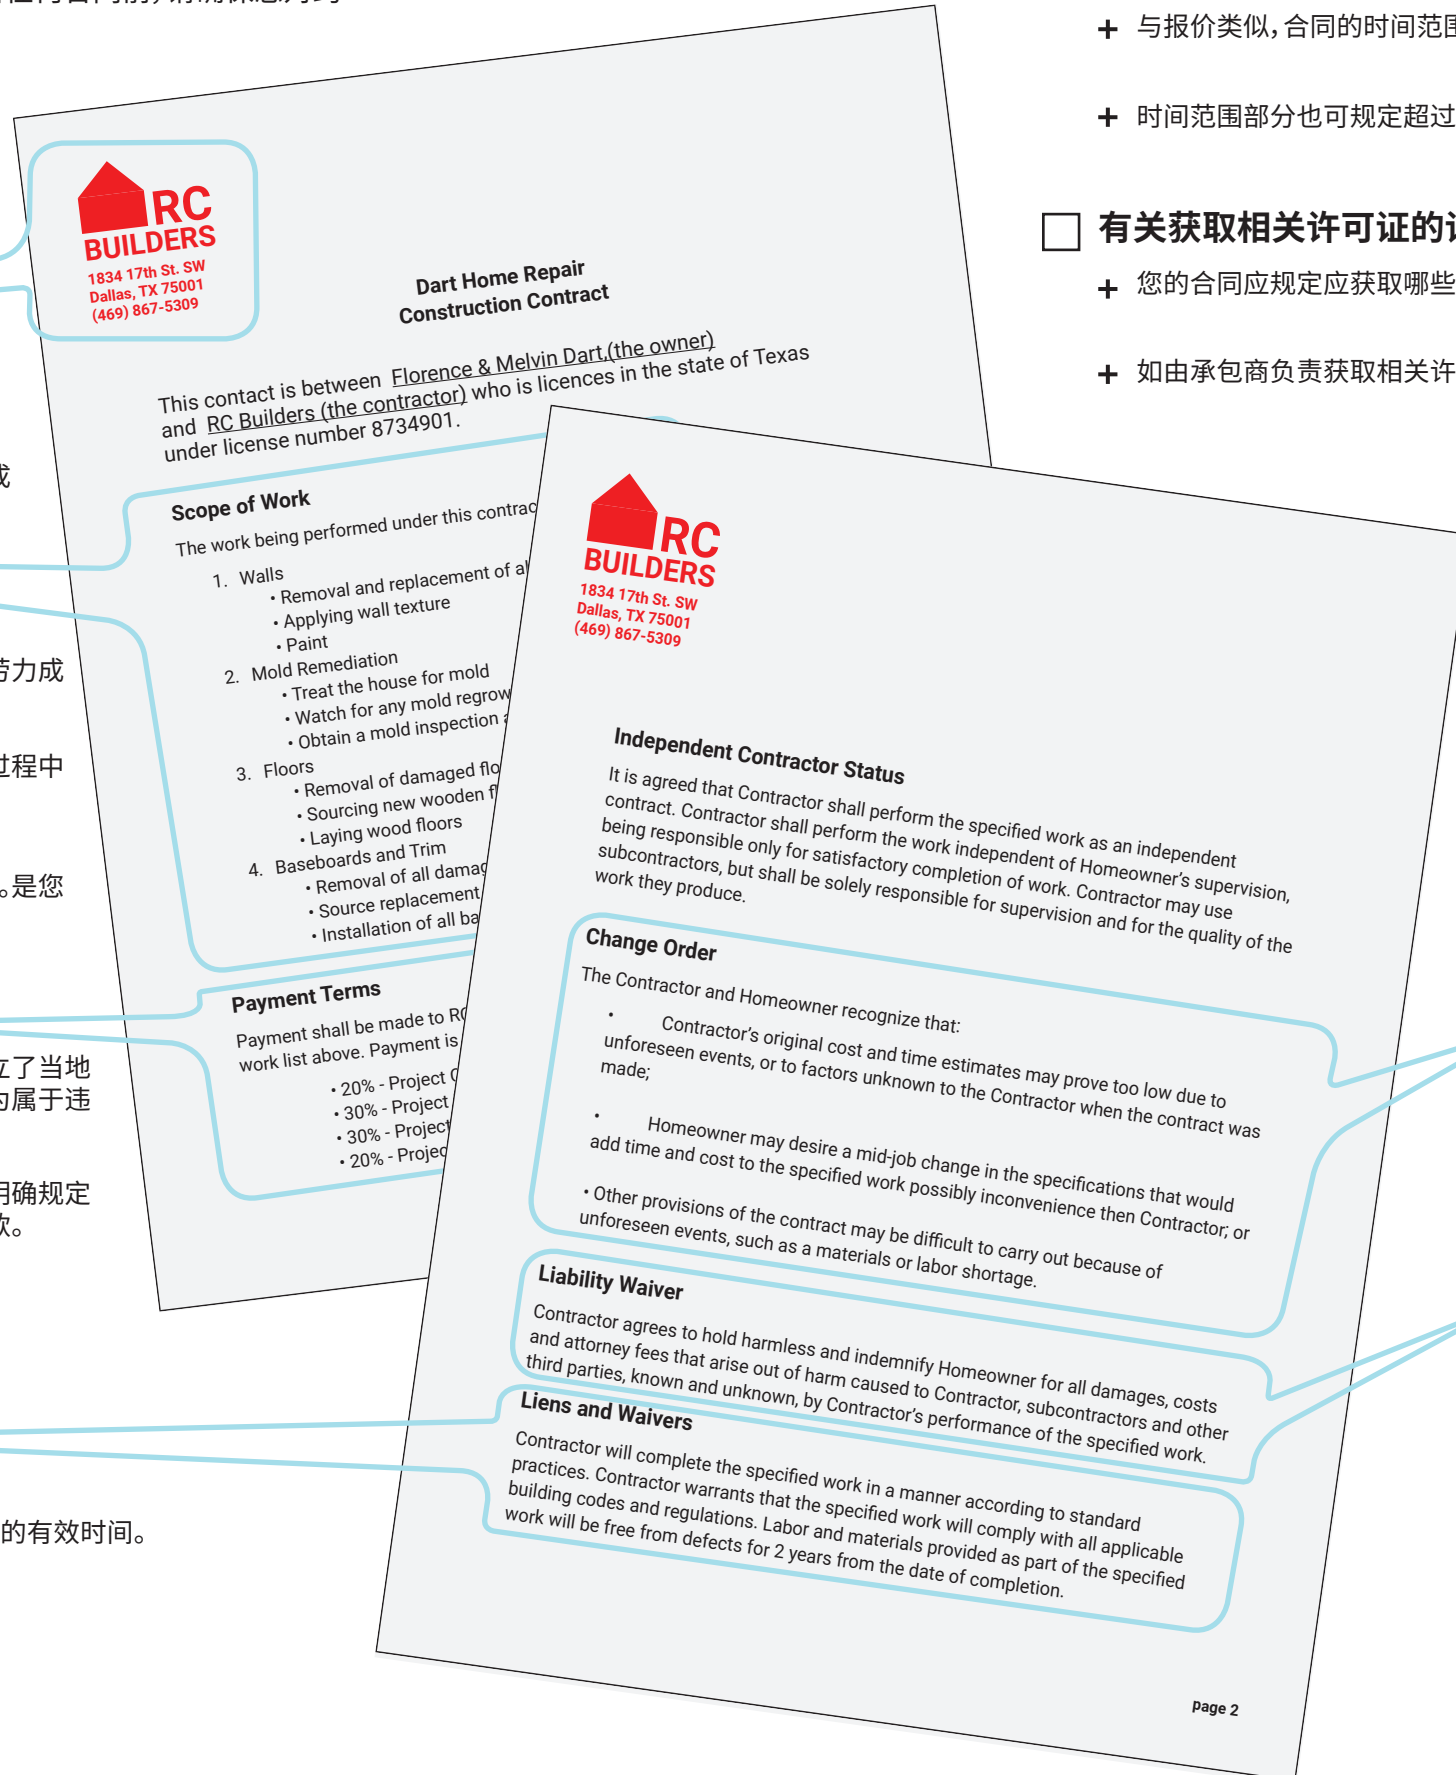 与报价类似，合同的时间范围
时间范围部分也可规定超过
有关获取相关许可证的
您的合同应规定应获取哪些
如由承包商负责获取相关许
劳力成
过程中
。是您
立了当地
为属于违
明确规定
款。
的有效时间。
RC
BUILDERS
1834 17th St. SW
Dallas, TX 75001
(469) 867-5309
Dart Home Repair
Construction Contract
This contact is between Florence & Melvin Dart,(the owner)
and RC Builders (the contractor) who is licences in the state of Texas
under license number 8734901.
Scope of Work
The work being performed under this contrac
1. Walls
• Removal and replacement of al
• Applying wall texture
• Paint
2. Mold Remediation
• Treat the house for mold
• Watch for any mold regrow
• Obtain a mold inspection
3. Floors
• Removal of damaged flo
• Sourcing new wooden f
• Laying wood floors
4. Baseboards and Trim
• Removal of all damag
• Source replacement
• Installation of all ba
Payment Terms
Payment shall be made to RC
work list above. Payment is
• 20% - Project
• 30% - Project
• 30% - Project
• 20% - Projec
RC
BUILDERS
1834 17th St. SW
Dallas, TX 75001
(469) 867-5309
Independent Contractor Status
It is agreed that Contractor shall perform the specified work as an independent
contract. Contractor shall perform the work independent of Homeowner's supervision,
being responsible only for satisfactory completion of work. Contractor may use
subcontractors, but shall be solely responsible for supervision and for the quality of the
work they produce.
Change Order
The Contractor and Homeowner recognize that:
• Contractor's original cost and time estimates may prove too low due to
unforeseen events, or to factors unknown to the Contractor when the contract was
made;
• Homeowner may desire a mid-job change in the specifications that would
add time and cost to the specified work possibly inconvenience then Contractor; or
• Other provisions of the contract may be difficult to carry out because of
unforeseen events, such as a materials or labor shortage.
Liability Waiver
Contractor agrees to hold harmless and indemnify Homeowner for all damages, costs
and attorney fees that arise out of harm caused to Contractor, subcontractors and other
third parties, known and unknown, by Contractor's performance of the specified work.
Liens and Waivers
Contractor will complete the specified work in a manner according to standard
practices. Contractor warrants that the specified work will comply with all applicable
building codes and regulations. Labor and materials provided as part of the specified
work will be free from defects for 2 years from the date of completion.
page 2